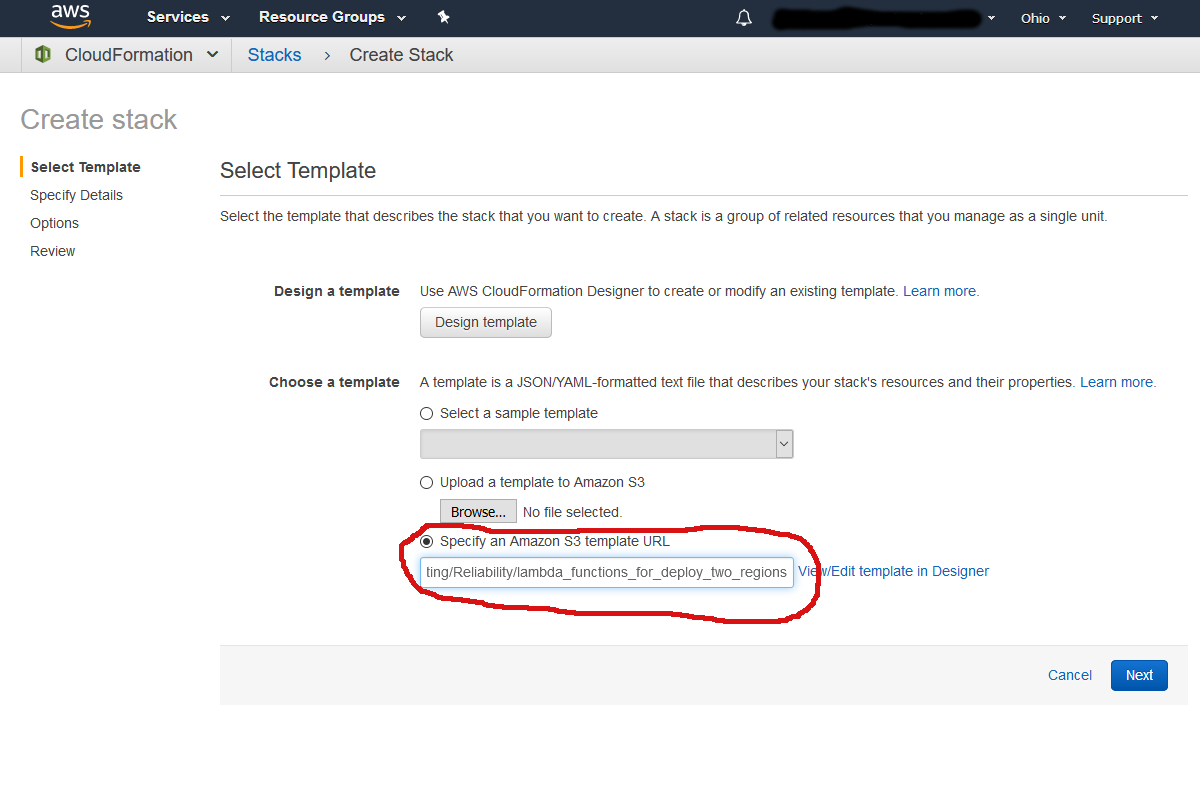 aws Services Resource Groups Ohio Support
CloudFormation Stacks › Create Stack
Create stack
Select Template
Specify Details
Options
Review
Select Template
Select the template that describes the stack that you want to create. A stack is a group of related resources that you manage as a single unit.
Design a template Use AWS CloudFormation Designer to create or modify an existing template. Learn more.
Design template
Choose a template A template is a JSON/YAML-formatted text file that describes your stack's resources and their properties. Learn more.
Select a sample template
Upload a template to Amazon S3
Browse... No file selected.
Specify an Amazon S3 template URL
ting/Reliability/lambda_functions_for_deploy_two_regions View/Edit template in Designer
Cancel Next